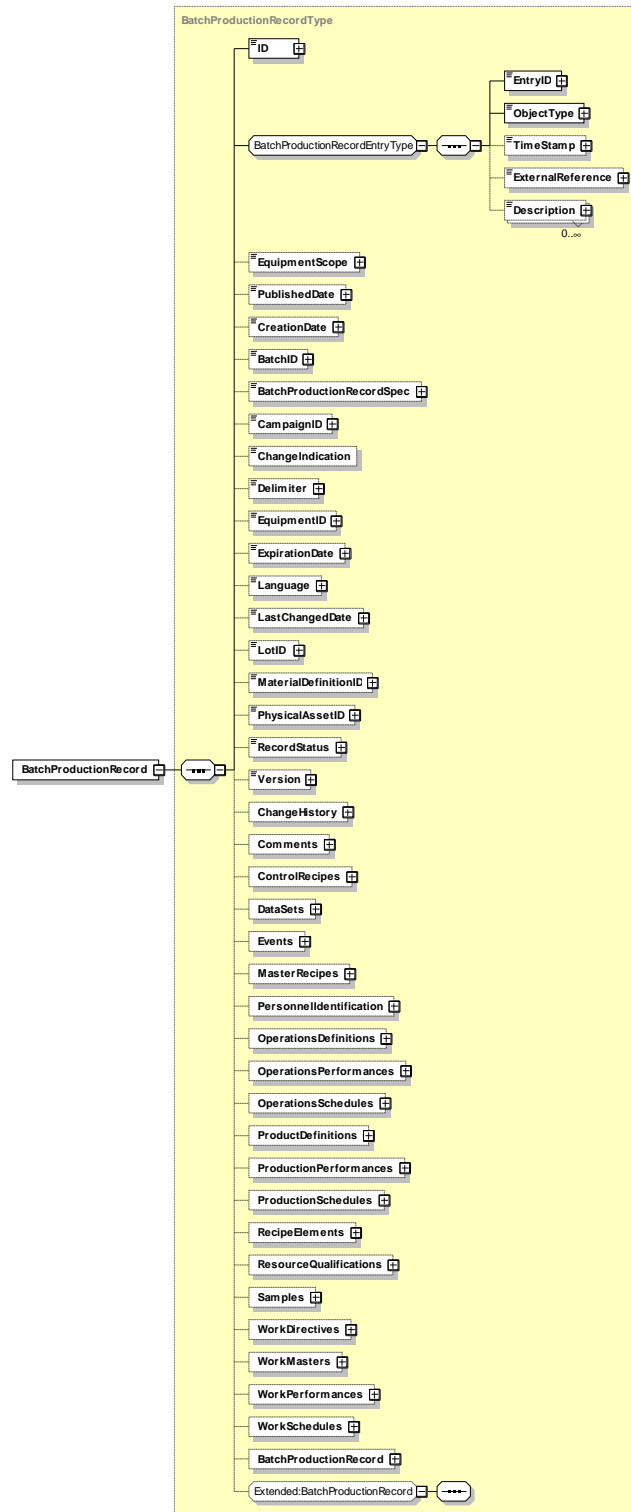 BatchProductionRecordType
ID
EntryID
ObjectType
BatchProductionRecordEntryType
TimeStamp
ExternalReference
Description
0..∞
EquipmentScope
PublishedDate
CreationDate
BatchID
BatchProductionRecordSpec
CampaignID
ChangeIndication
Delimiter
EquipmentID
ExpirationDate
Language
LastChangedDate
LotID
MaterialDefinitionID
PhysicalAssetID
RecordStatus
BatchProductionRecord
Version
ChangeHistory
Comments
ControlRecipes
DataSets
Events
MasterRecipes
PersonnelIdentification
OperationsDefinitions
OperationsPerformances
OperationsSchedules
ProductDefinitions
ProductionPerformances
ProductionSchedules
RecipeElements
ResourceQualifications
Samples
WorkDirectives
WorkMasters
WorkPerformances
WorkSchedules
BatchProductionRecord
Extended:BatchProductionRecord